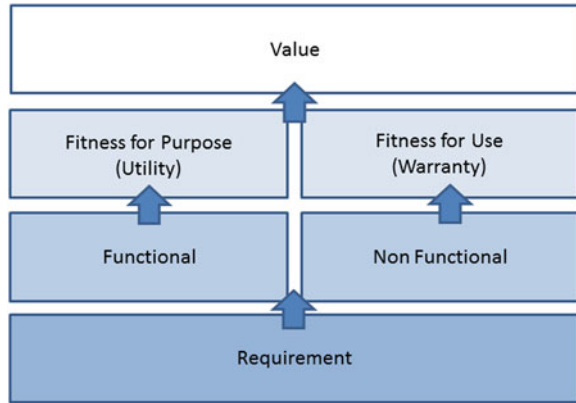 Value
Fitness for Purpose
(Utility)
Fitness for Use
(Warranty)
Functional
Non Functional
Requirement